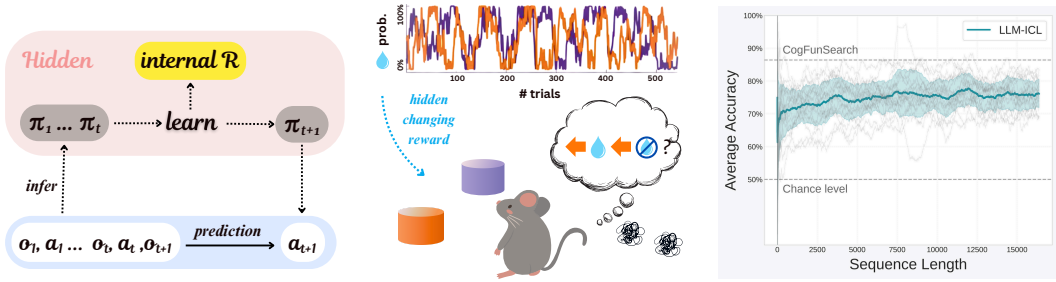 Hidden
internal R
π₁ ... πₜ
learn
πₜ₊₁
infer
o₁, a₁ ... oₜ, aₜ ,oₜ₊₁
prediction
aₜ₊₁
prob.
100%
0%
100
200
300
400
500
# trials
hidden
changing
reward
?
100%
90%
80%
70%
60%
50%
Average Accuracy
CogFunSearch
LLM-ICL
Chance level
0
2500
5000
7500
10000
12500
15000
Sequence Length